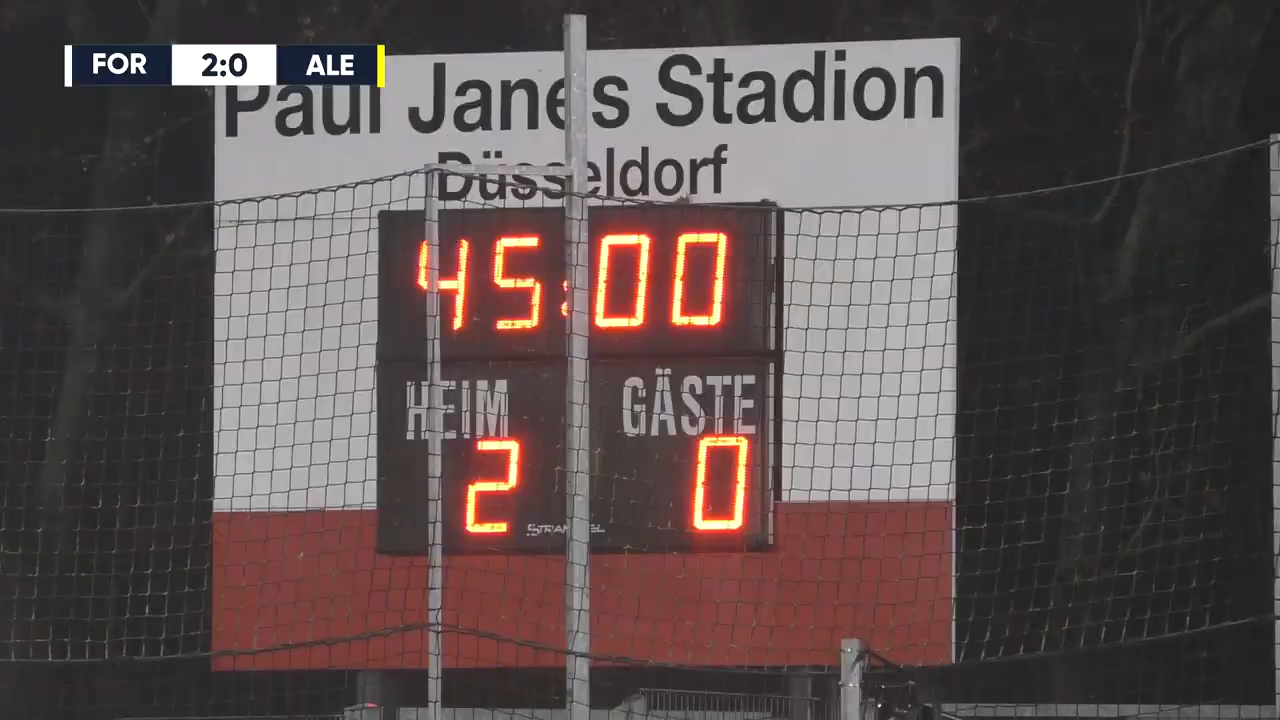 FOR 2:0 ALE
Paul Janes Stadion
Düsseldorf
45:00
HEIM GÄSTE
2 0